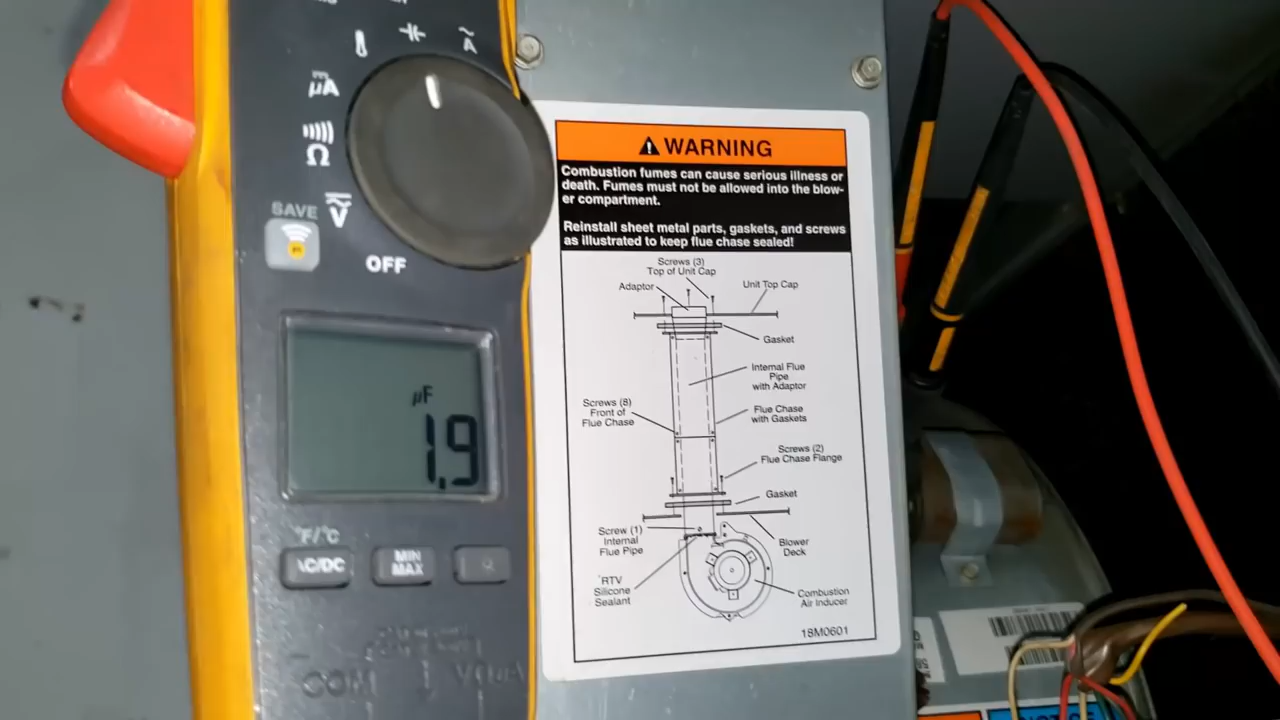 Ã
µA
Ω
SAVE
V
OFF
µF
1.9
°F/°C
AC/DC
MIN
MAX
COM
WARNING
Combustion fumes can cause serious illness or
death. Fumes must not be allowed into the blow-
er compartment.
Reinstall sheet metal parts, gaskets, and screws
as illustrated to keep flue chase sealed!
Screws (3)
Top of Unit Cap
Adaptor
Unit Top Cap
Gasket
Internal Flue
Pipe
with Adaptor
Screws (8)
Front of
Flue Chase
Flue Chase
with Gaskets
Screws (2)
Flue Chase Flange
Gasket
Screw (1)
Internal
Flue Pipe
Blower
Deck
RTV
Silicone
Sealant
Combustion
Air Inducer
18M0601
NOTICE